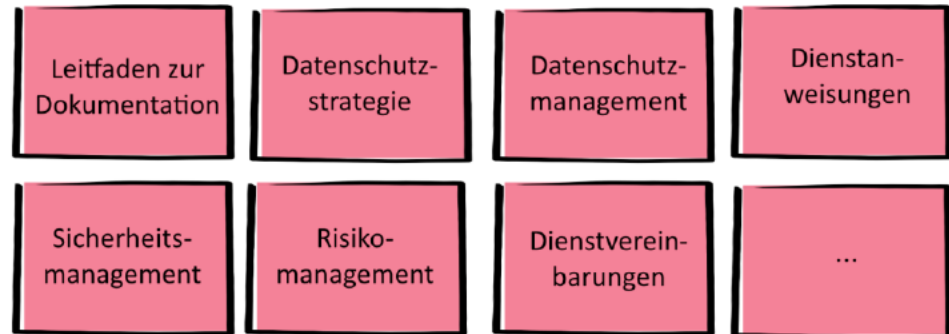 Leitfaden zur
Dokumentation
Datenschutz-
strategie
Datenschutz-
management
Dienstan-
weisungen
Sicherheits-
management
Risiko-
management
Dienstverein-
barungen
...